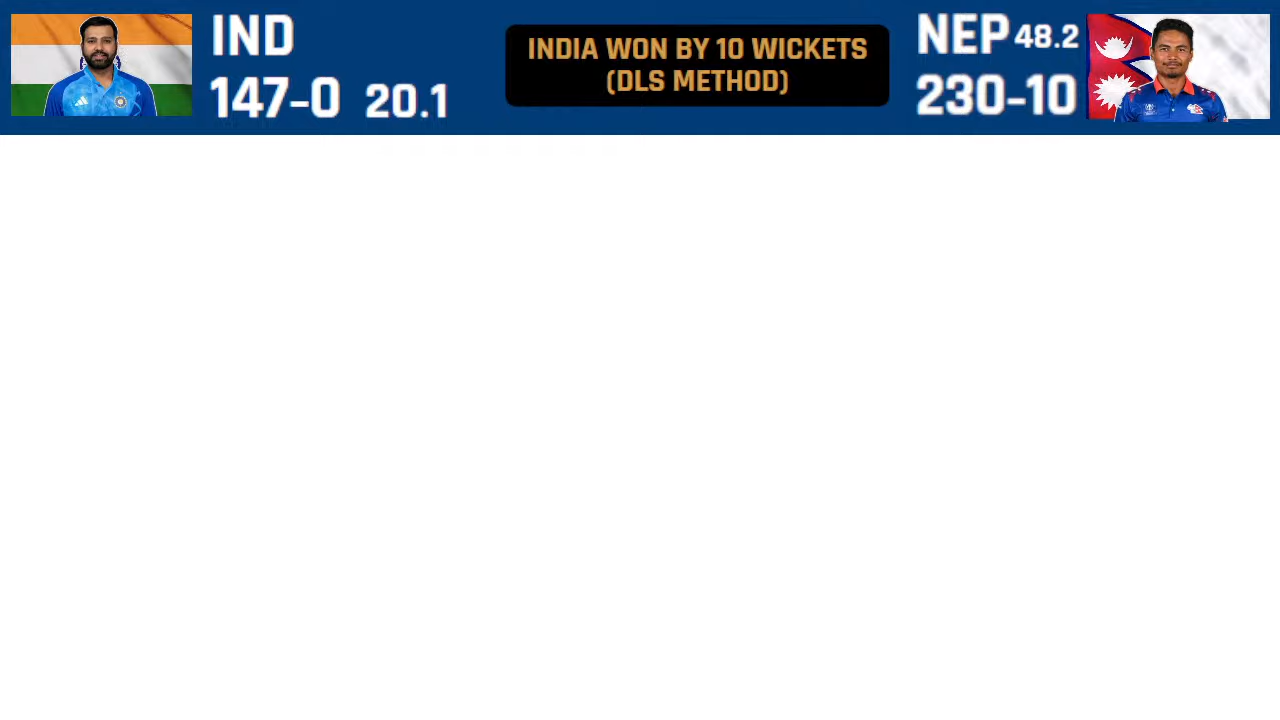 IND
147-0 20.1
INDIA WON BY 10 WICKETS
(DLS METHOD)
NEP 48.2
230-10